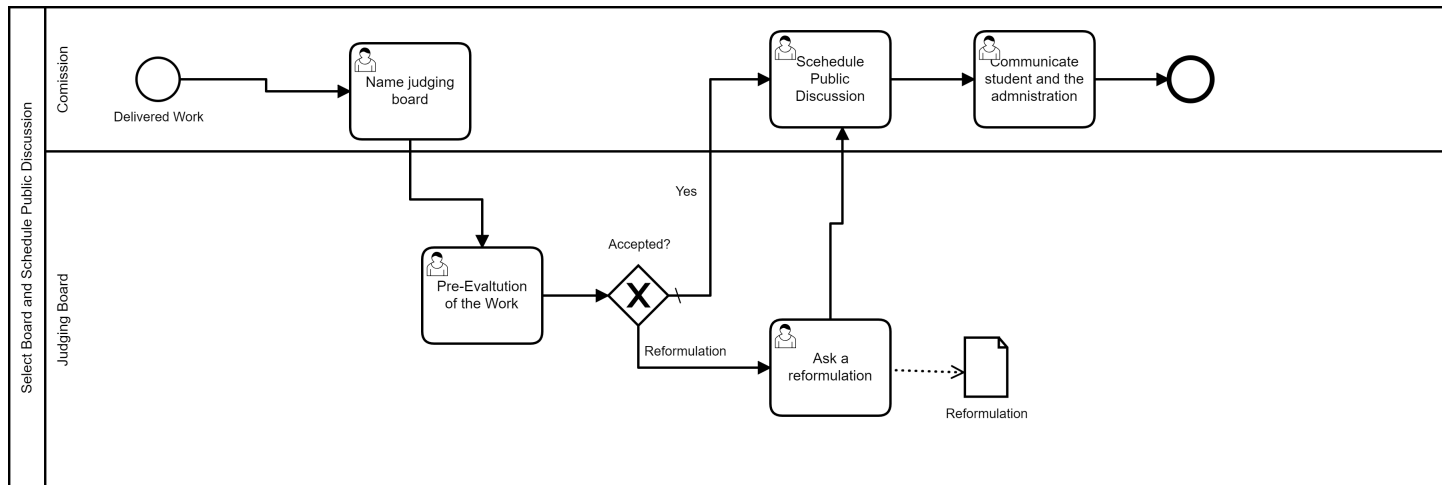 Select Board and Schedule Public Discussion
Comission
Delivered Work
Name judging
board
Scehedule
Public
Discussion
Communicate
student and the
admnistration
Judging Board
Pre-Evaltution
of the Work
Accepted?
X
Yes
Reformulation
Ask a
reformulation
Reformulation